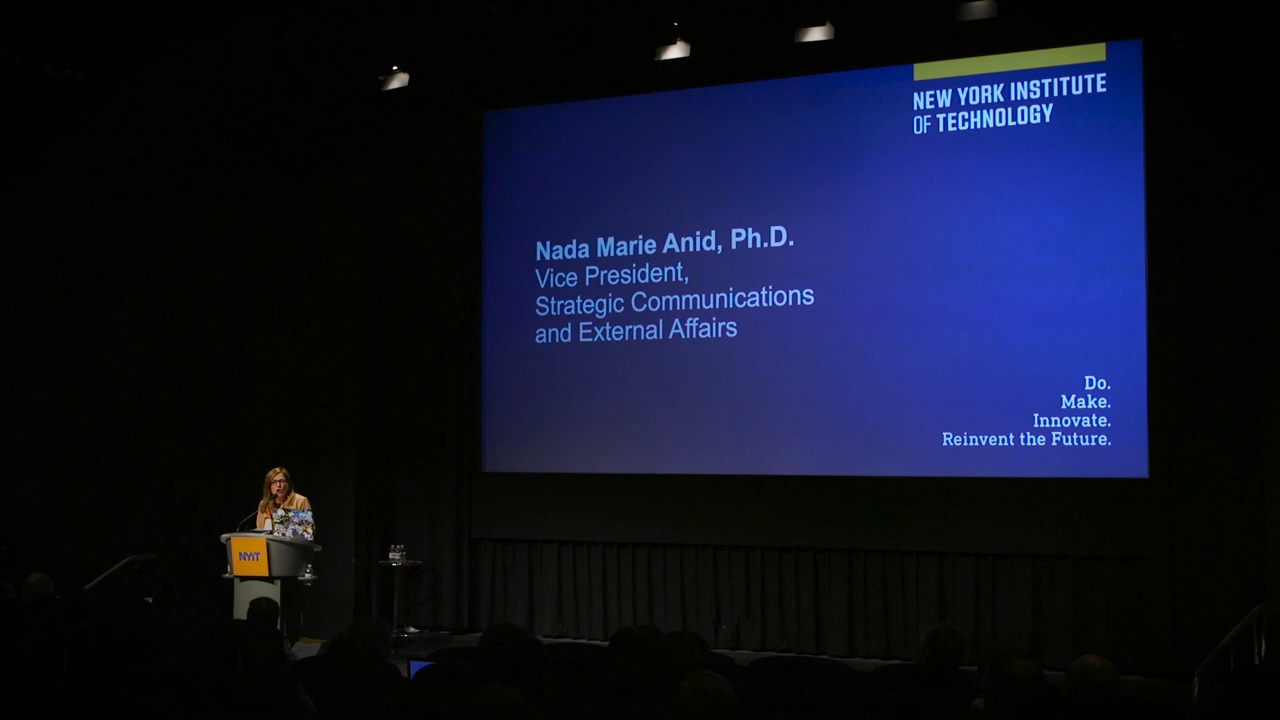 NEW YORK INSTITUTE
OF TECHNOLOGY
Nada Marie Anid, Ph.D.
Vice President,
Strategic Communications
and External Affairs
Do.
Make.
Innovate.
Reinvent the Future.
NYIT